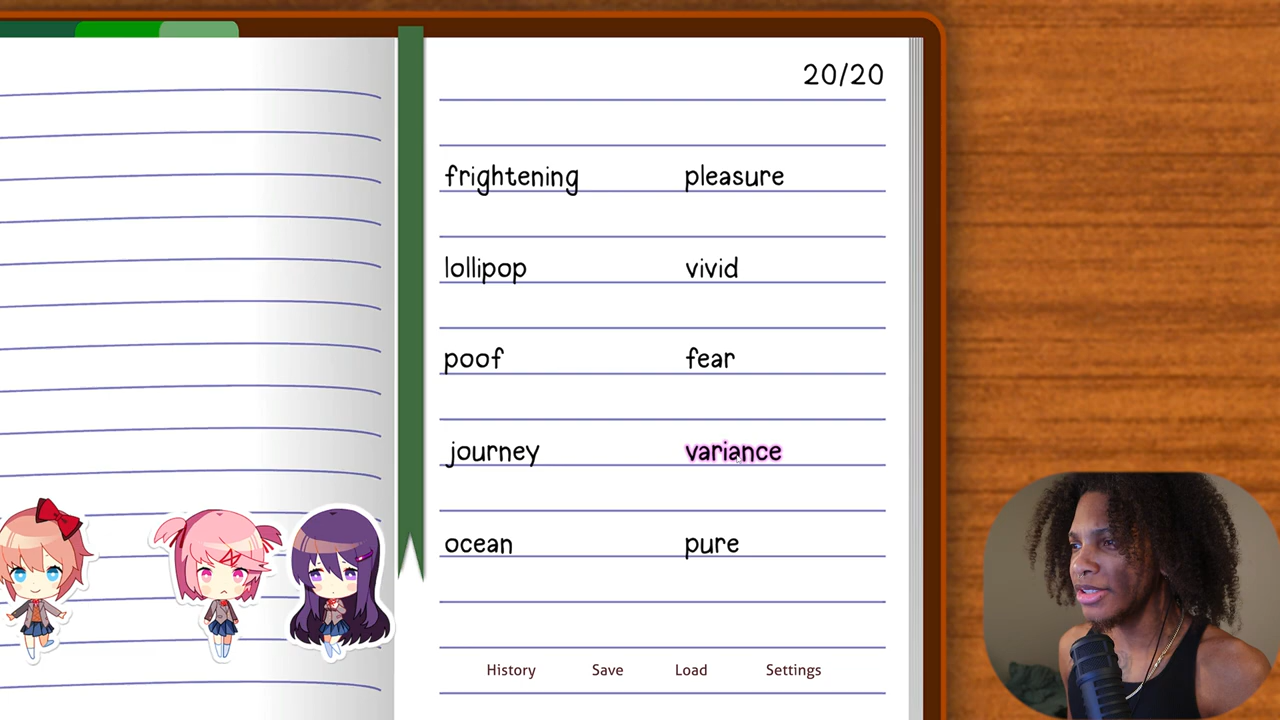 20/20
frightening pleasure
lollipop vivid
poof fear
journey variance
ocean pure
History Save Load Settings